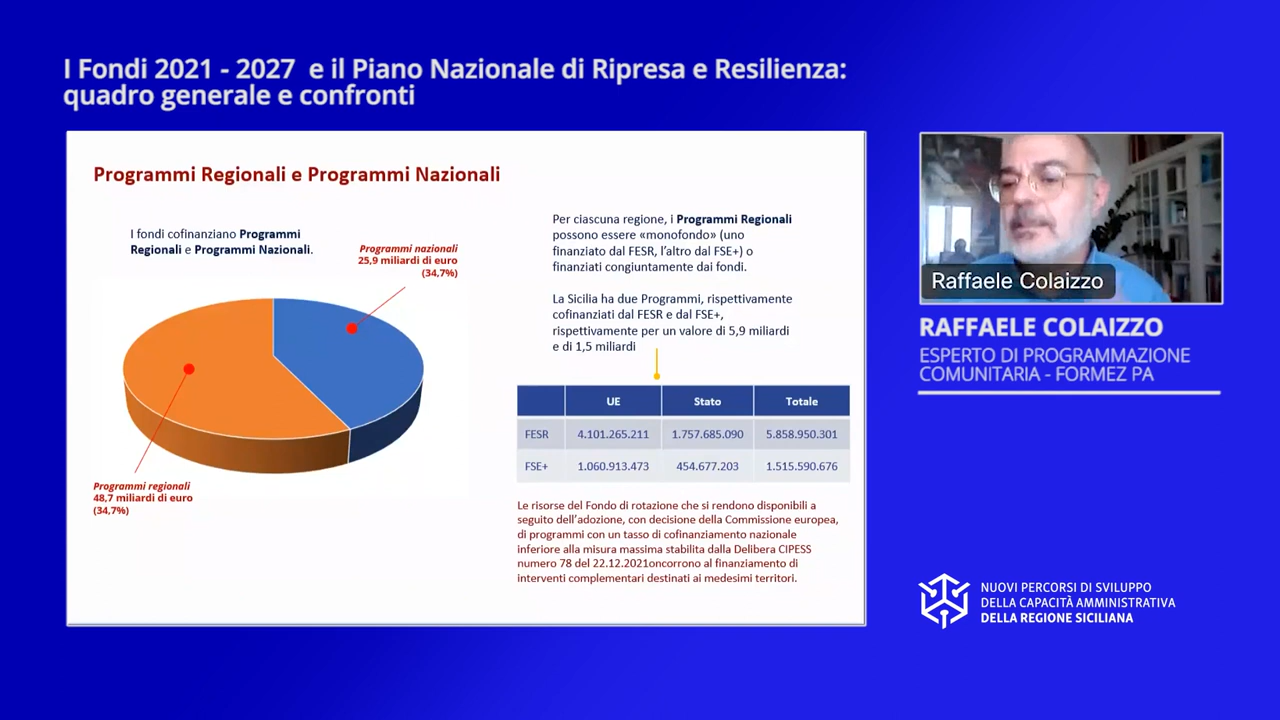 I Fondi 2021 - 2027 e il Piano Nazionale di Ripresa e Resilienza:
quadro generale e confronti
Programmi Regionali e Programmi Nazionali
I fondi cofinanziano Programmi
Regionali e Programmi Nazionali.
Programmi nazionali
25,9 miliardi di euro
(34,7%)
Programmi regionali
48,7 miliardi di euro
(34,7%)
Per ciascuna regione, i Programmi Regionali
possono essere «monofondo» (uno
finanziato dal FESR, l'altro dal FSE+) o
finanziati congiuntamente dai fondi.
La Sicilia ha due Programmi, rispettivamente
cofinanziati dal FESR e dal FSE+,
rispettivamente per un valore di 5,9 miliardi
e di 1,5 miliardi
UE Stato Totale
FESR 4.101.265.211 1.757.685.090 5.858.950.301
FSE+ 1.060.913.473 454.677.203 1.515.590.676
Le risorse del Fondo di rotazione che si rendono disponibili a
seguito dell'adozione, con decisione della Commissione europea,
di programmi con un tasso di cofinanziamento nazionale
inferiore alla misura massima stabilita dalla Delibera CIPESS
numero 78 del 22.12.2021oncorrono al finanziamento di
interventi complementari destinati ai medesimi territori.
Raffaele Colaizzo
RAFFAELE COLAIZZO
ESPERTO DI PROGRAMMAZIONE
COMUNITARIA - FORMEZ PA
NUOVI PERCORSI DI SVILUPPO
DELLA CAPACITÀ AMMINISTRATIVA
DELLA REGIONE SICILIANA